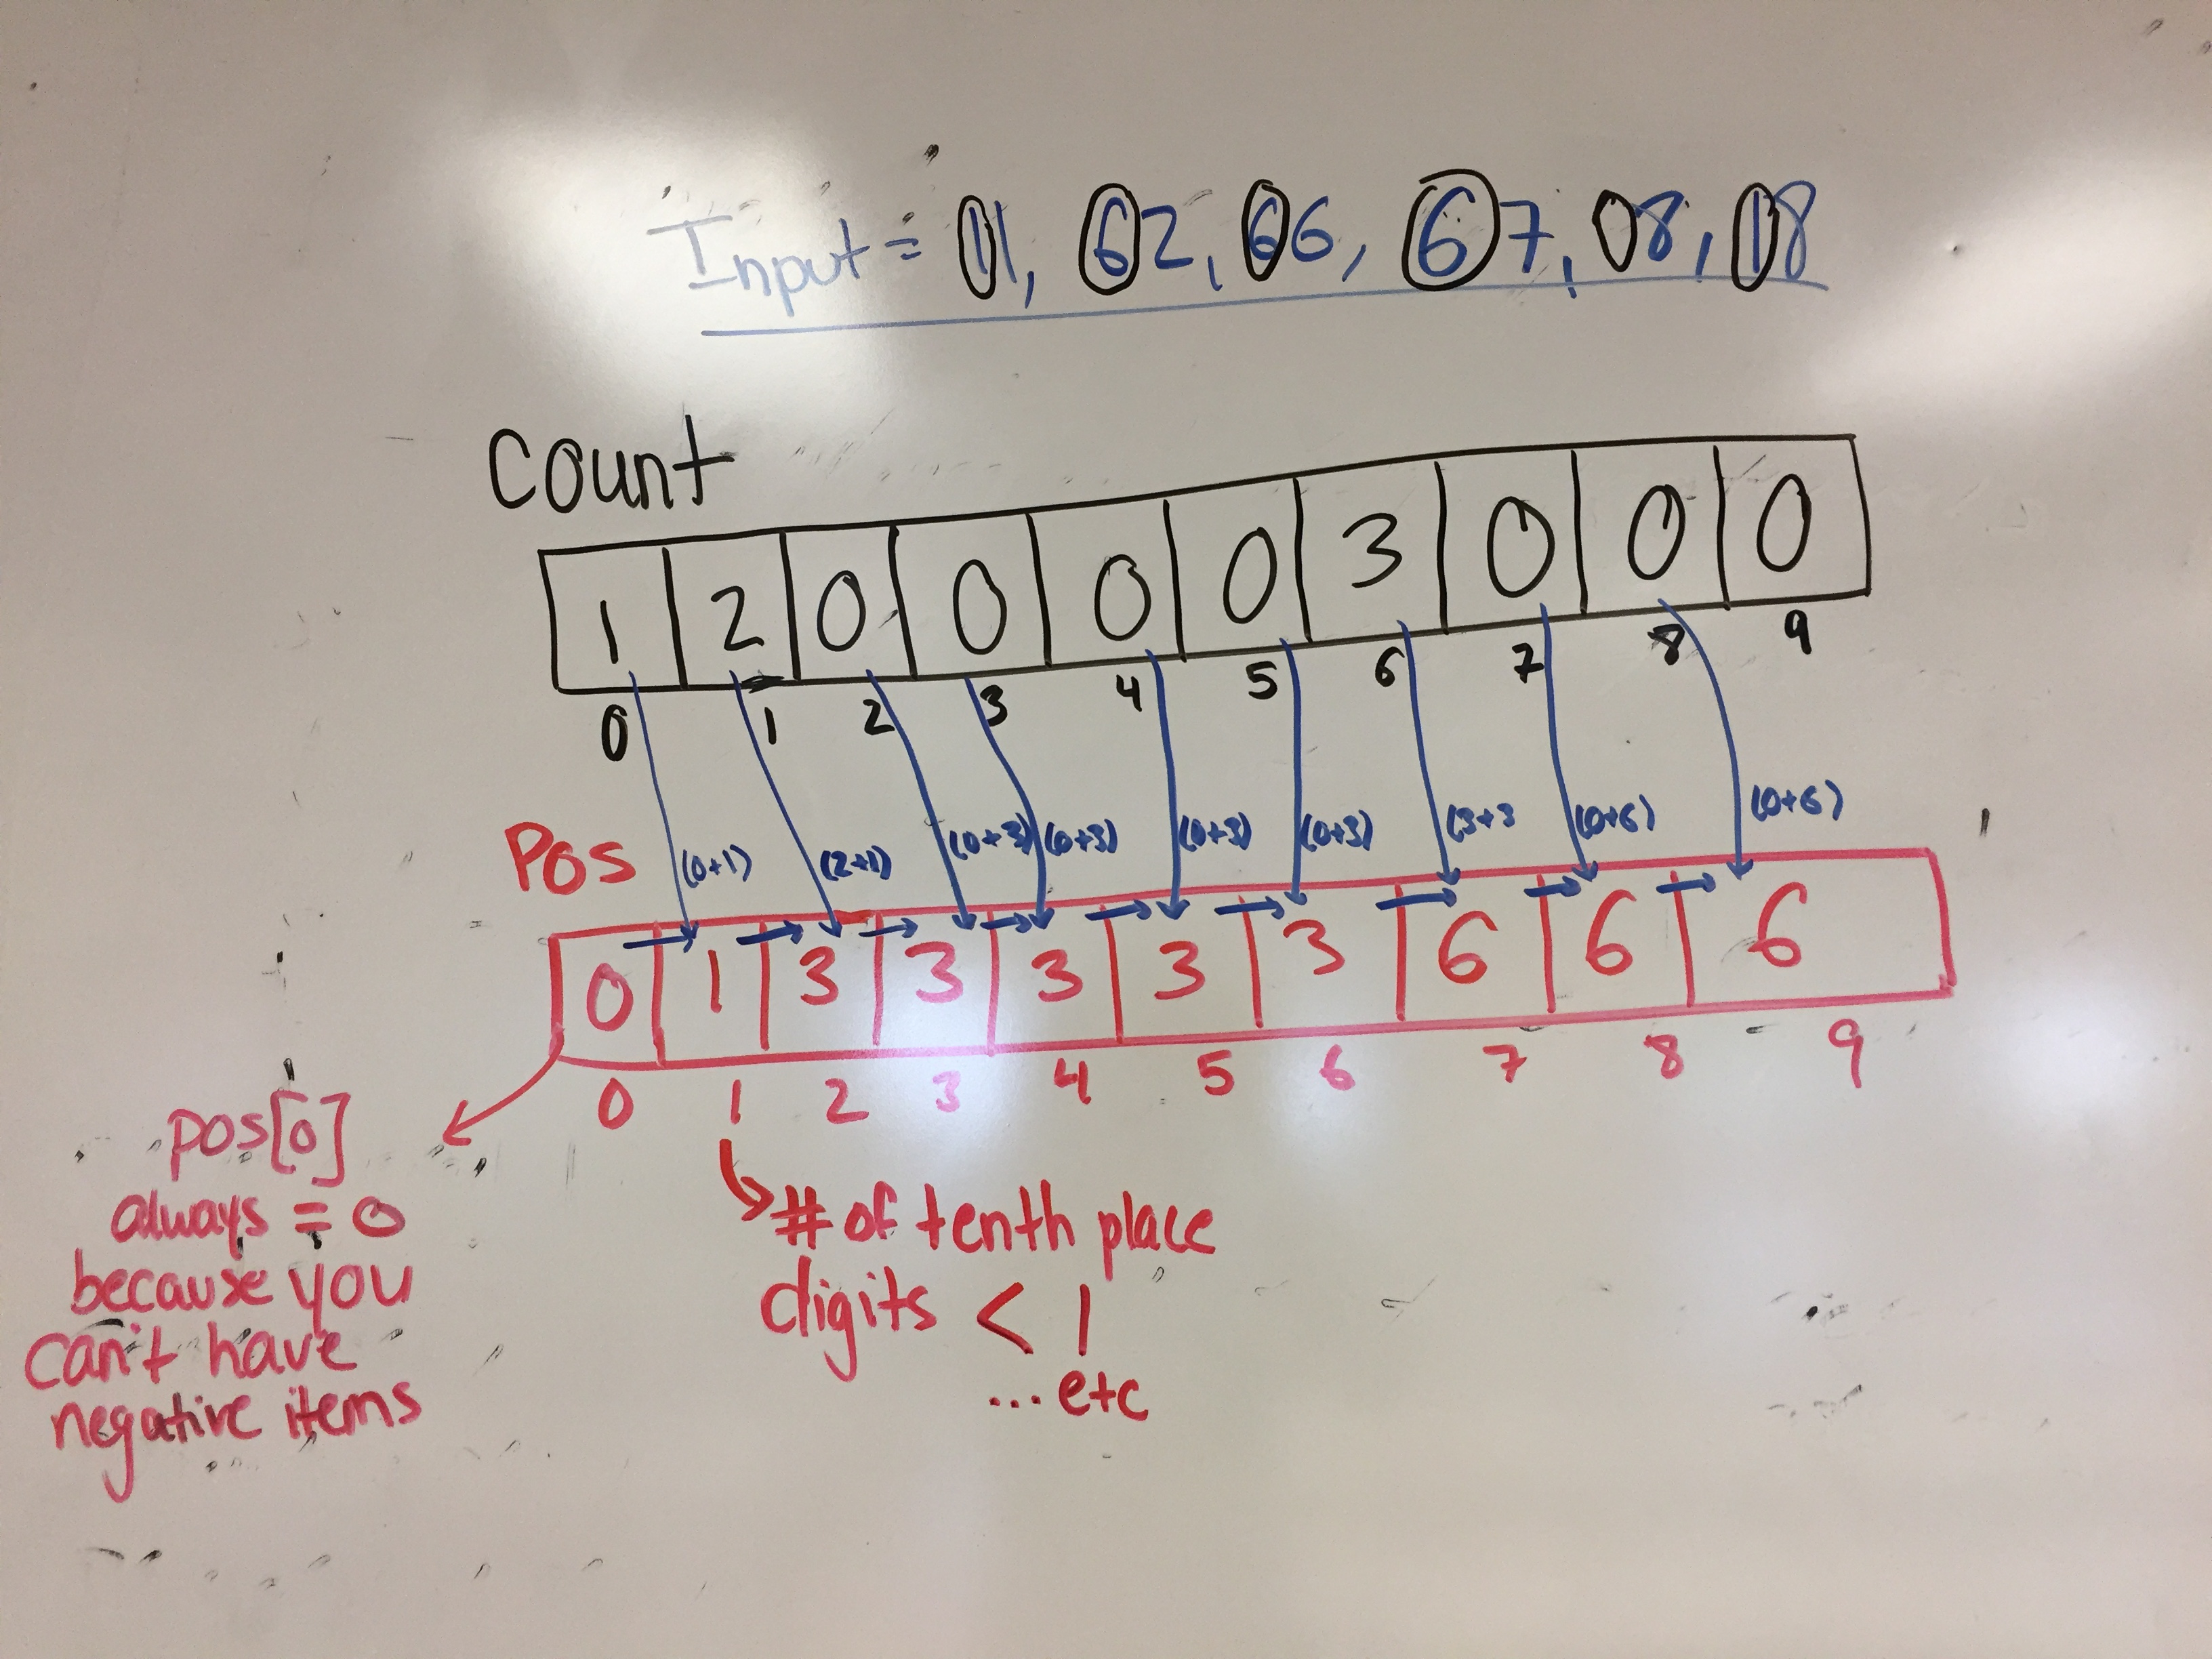 Input = 11, 62, 66, 67, 08, 18
Count
1 2 0 0 0 0 3 0 0 0
0 1 2 3 4 5 6 7 8 9
Pos
(0+1) (2+1) (0+3) (0+3) (0+3) (0+3) (3+3 (0+6) (0+6)
0 1 3 3 3 3 3 6 6 6
0 1 2 3 4 5 6 7 8 9
pos[0]
always = 0
because you
can't have
negative items
# of tenth place
digits < 1
... etc